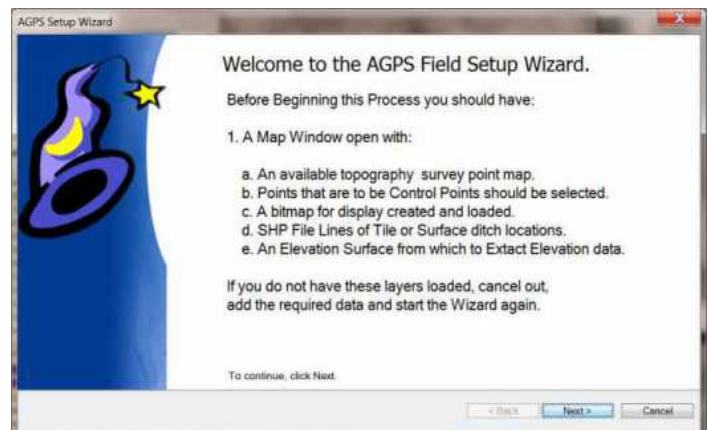 AGPS Setup Wizard
Welcome to the AGPS Field Setup Wizard.
Before Beginning this Process you should have:
1. A Map Window open with:
a. An available topography survey point map.
b. Points that are to be Control Points should be selected.
c. A bitmap for display created and loaded.
d. SHP File Lines of Tile or Surface ditch locations.
e. An Elevation Surface from which to Extact Elevation data.
If you do not have these layers loaded, cancel out,
add the required data and start the Wizard again.
To continue, click Next
< Back Next > Cancel